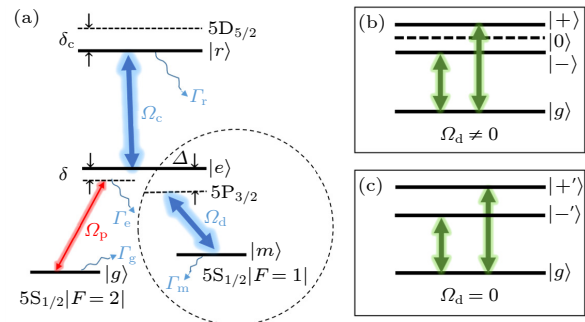 (a)
5D5/2
δc
|r⟩
Γr
Ωc
Δ
δ
|e⟩
5P3/2
Γe
Ωd
Ωp
Γg
|g⟩
|m⟩
Γm
5S1/2|F=2|
5S1/2|F=1|
(b)
|+⟩
|0⟩
|−⟩
|g⟩
Ωd ≠ 0
(c)
|+′⟩
|−′⟩
|g⟩
Ωd = 0